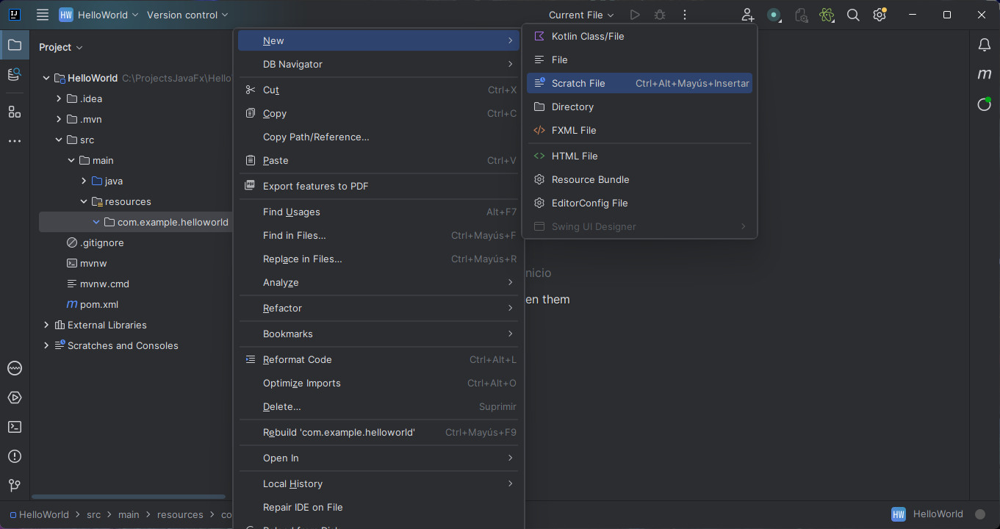 HW HelloWorld
Version control
Current File
Project
HelloWorld C:\ProjectsJavaFx\Hello
.idea
.mvn
src
main
java
resources
com.example.helloworld
.gitignore
mvnw
mvnw.cmd
m pom.xml
External Libraries
Scratches and Consoles
New
DB Navigator
Cut Ctrl+X
Copy Ctrl+C
Copy Path/Reference...
Paste Ctrl+V
Export features to PDF
Find Usages Alt+F7
Find in Files... Ctrl+Mayús+F
Replace in Files... Ctrl+Mayús+R
Analyze
Refactor
Bookmarks
Reformat Code Ctrl+Alt+L
Optimize Imports Ctrl+Alt+O
Delete... Suprimir
Rebuild 'com.example.helloworld' Ctrl+Mayús+F9
Open In
Local History
Repair IDE on File
Kotlin Class/File
File
Scratch File Ctrl+Alt+Mayús+Insertar
Directory
FXML File
HTML File
Resource Bundle
EditorConfig File
Swing UI Designer
nicio
en them
m
HelloWorld > src > main > resources > co
HW HelloWorld